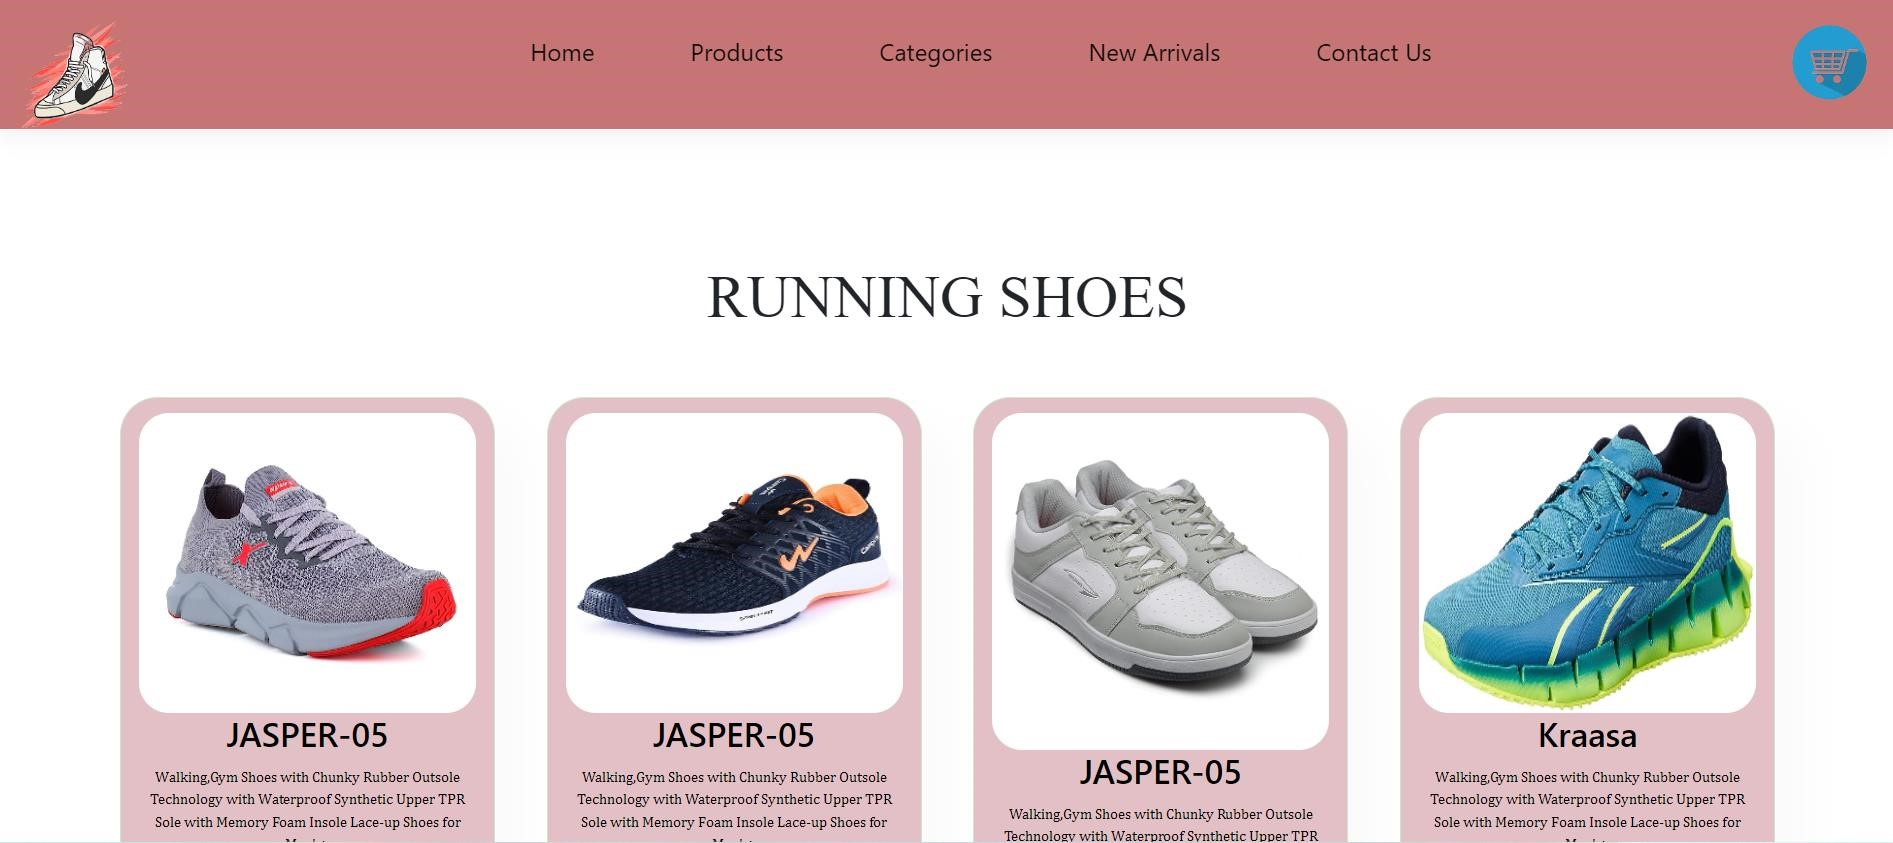 Home Products Categories New Arrivals Contact Us
RUNNING SHOES
JASPER-05
Walking,Gym Shoes with Chunky Rubber Outsole
Technology with Waterproof Synthetic Upper TPR
Sole with Memory Foam Insole Lace-up Shoes for
JASPER-05
Walking,Gym Shoes with Chunky Rubber Outsole
Technology with Waterproof Synthetic Upper TPR
Sole with Memory Foam Insole Lace-up Shoes for
JASPER-05
Walking,Gym Shoes with Chunky Rubber Outsole
Technology with Waterproof Synthetic Upper TPR
Kraasa
Walking,Gym Shoes with Chunky Rubber Outsole
Technology with Waterproof Synthetic Upper TPR
Sole with Memory Foam Insole Lace-up Shoes for